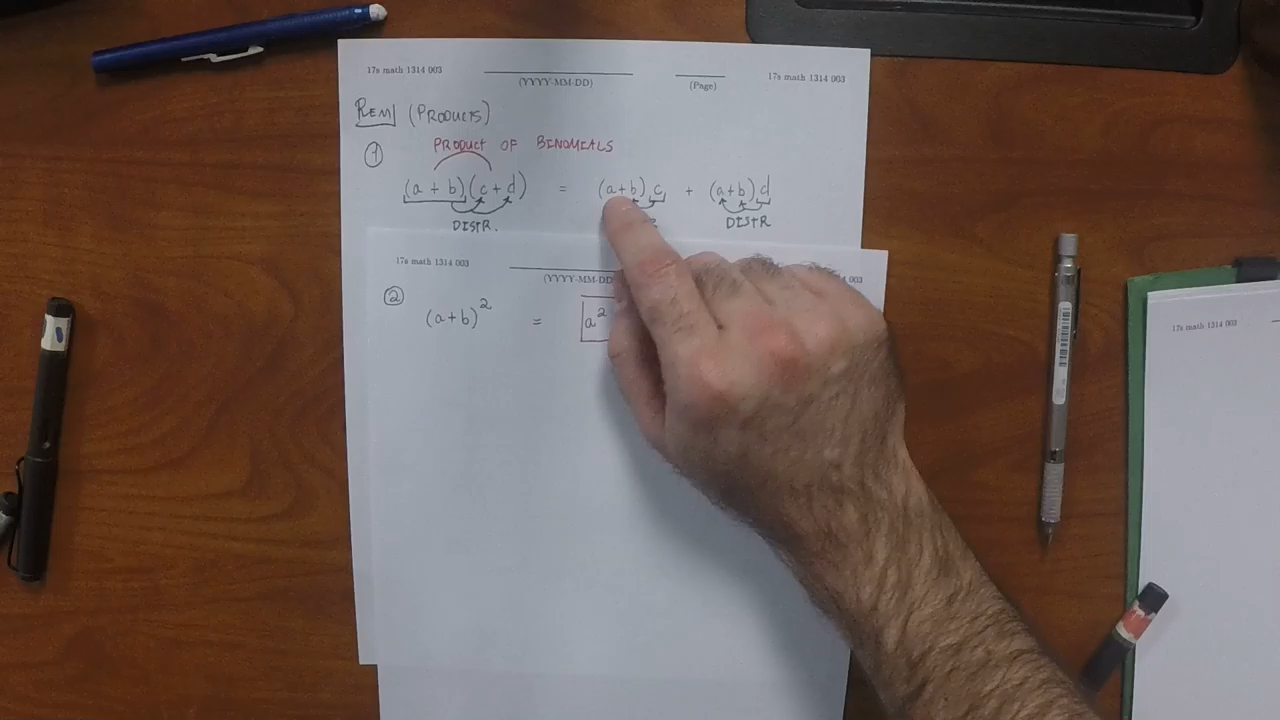 17s math 1314 003 (YYYY-MM-DD) (Page) 17s math 1314 003
REM (PRODUCTS)
PRODUCT OF BINOMIALS
① (a + b)(c + d) = (a+b)c + (a+b)d
DISTR. DISTR
17s math 1314 003 (YYYY-MM-DD 003
② (a+b)² = a²
17s math 1314 003